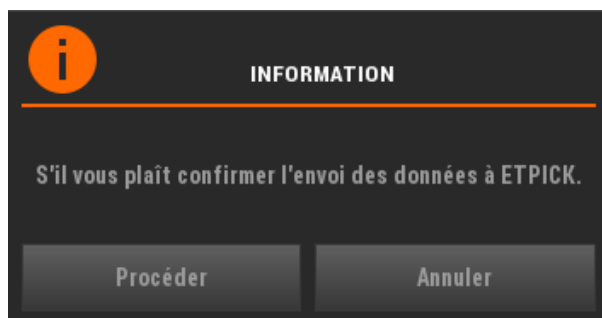 INFORMATION
S'il vous plaît confirmer l'envoi des données à ETPICK.
Procéder
Annuler